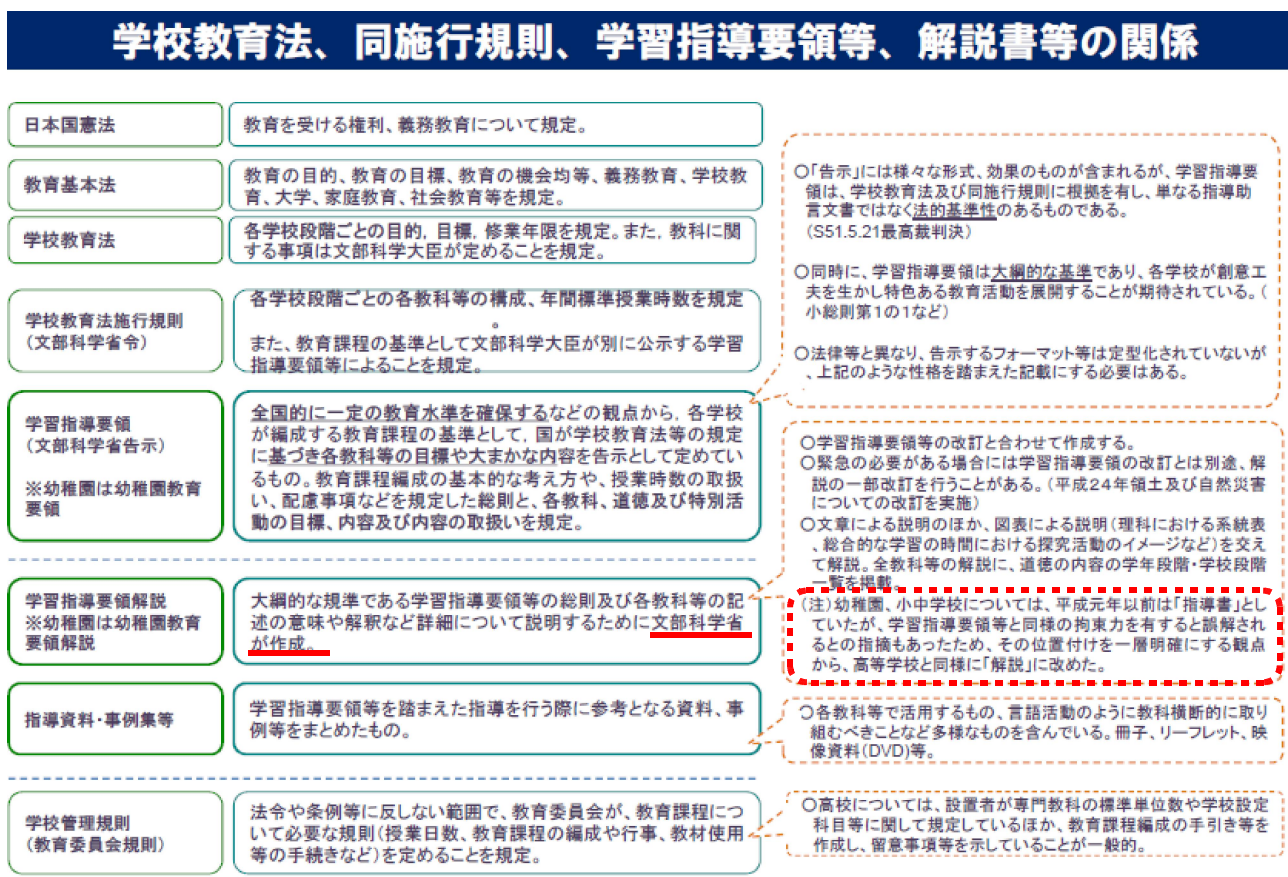 学校教育法、同施行規則、学習指導要領等、解説書等の関係
日本国憲法
教育を受ける権利、義務教育について規定。
教育基本法
教育の目的、教育の目標、教育の機会均等、義務教育、学校教
育、大学、家庭教育、社会教育等を規定。
学校教育法
各学校段階ごとの目的，目標，修業年限を規定。また，教科に関
する事項は文部科学大臣が定めることを規定。
学校教育法施行規則
(文部科学省令)
各学校段階ごとの各教科等の構成、年間標準授業時数を規定
。
また、教育課程の基準として文部科学大臣が別に公示する学習
指導要領等によることを規定。
学習指導要領
(文部科学省告示)
※幼稚園は幼稚園教育
要領
全国的に一定の教育水準を確保するなどの観点から，各学校
が編成する教育課程の基準として，国が学校教育法等の規定
に基づき各教科等の目標や大まかな内容を告示として定めてい
るもの。教育課程編成の基本的な考え方や、授業時数の取扱
い、配慮事項などを規定した総則と、各教科、道徳及び特別活
動の目標、内容及び内容の取扱いを規定。
○「告示」には様々な形式、効果のものが含まれるが、学習指導要
領は、学校教育法及び同施行規則に根拠を有し、単なる指導助
言文書ではなく法的基準性のあるものである。
(S51.5.21最高裁判決)
○同時に、学習指導要領は大綱的な基準であり、各学校が創意工
夫を生かし特色ある教育活動を展開することが期待されている。(
小総則第1の1など)
○法律等と異なり、告示するフォーマット等は定型化されていないが
、上記のような性格を踏まえた記載にする必要はある。
学習指導要領解説
※幼稚園は幼稚園教育
要領解説
大綱的な規準である学習指導要領等の総則及び各教科等の記
述の意味や解釈など詳細について説明するために文部科学省
が作成。
○学習指導要領等の改訂と合わせて作成する。
○緊急の必要がある場合には学習指導要領の改訂とは別途、解
説の一部改訂を行うことがある。(平成24年領土及び自然災害
についての改訂を実施)
○文章による説明のほか、図表による説明(理科における系統表
、総合的な学習の時間における探究活動のイメージなど)を交え
て解説。全教科等の解説に、道徳の内容の学年段階・学校段階
一覧を掲載。
(注)幼稚園、小中学校については、平成元年以前は「指導書」とし
ていたが、学習指導要領等と同様の拘束力を有すると誤解され
るとの指摘もあったため、その位置付けを一層明確にする観点
から、高等学校と同様に「解説」に改めた。
指導資料・事例集等
学習指導要領等を踏まえた指導を行う際に参考となる資料、事
例等をまとめたもの。
○各教科等で活用するもの、言語活動のように教科横断的に取り
組むべきことなど多様なものを含んでいる。冊子、リーフレット、映
像資料(DVD)等。
学校管理規則
(教育委員会規則)
法令や条例等に反しない範囲で、教育委員会が、教育課程につ
いて必要な規則(授業日数、教育課程の編成や行事、教材使用
等の手続きなど)を定めることを規定。
○高校については、設置者が専門教科の標準単位数や学校設定
科目等に関して規定しているほか、教育課程編成の手引き等を
作成し、留意事項等を示していることが一般的。